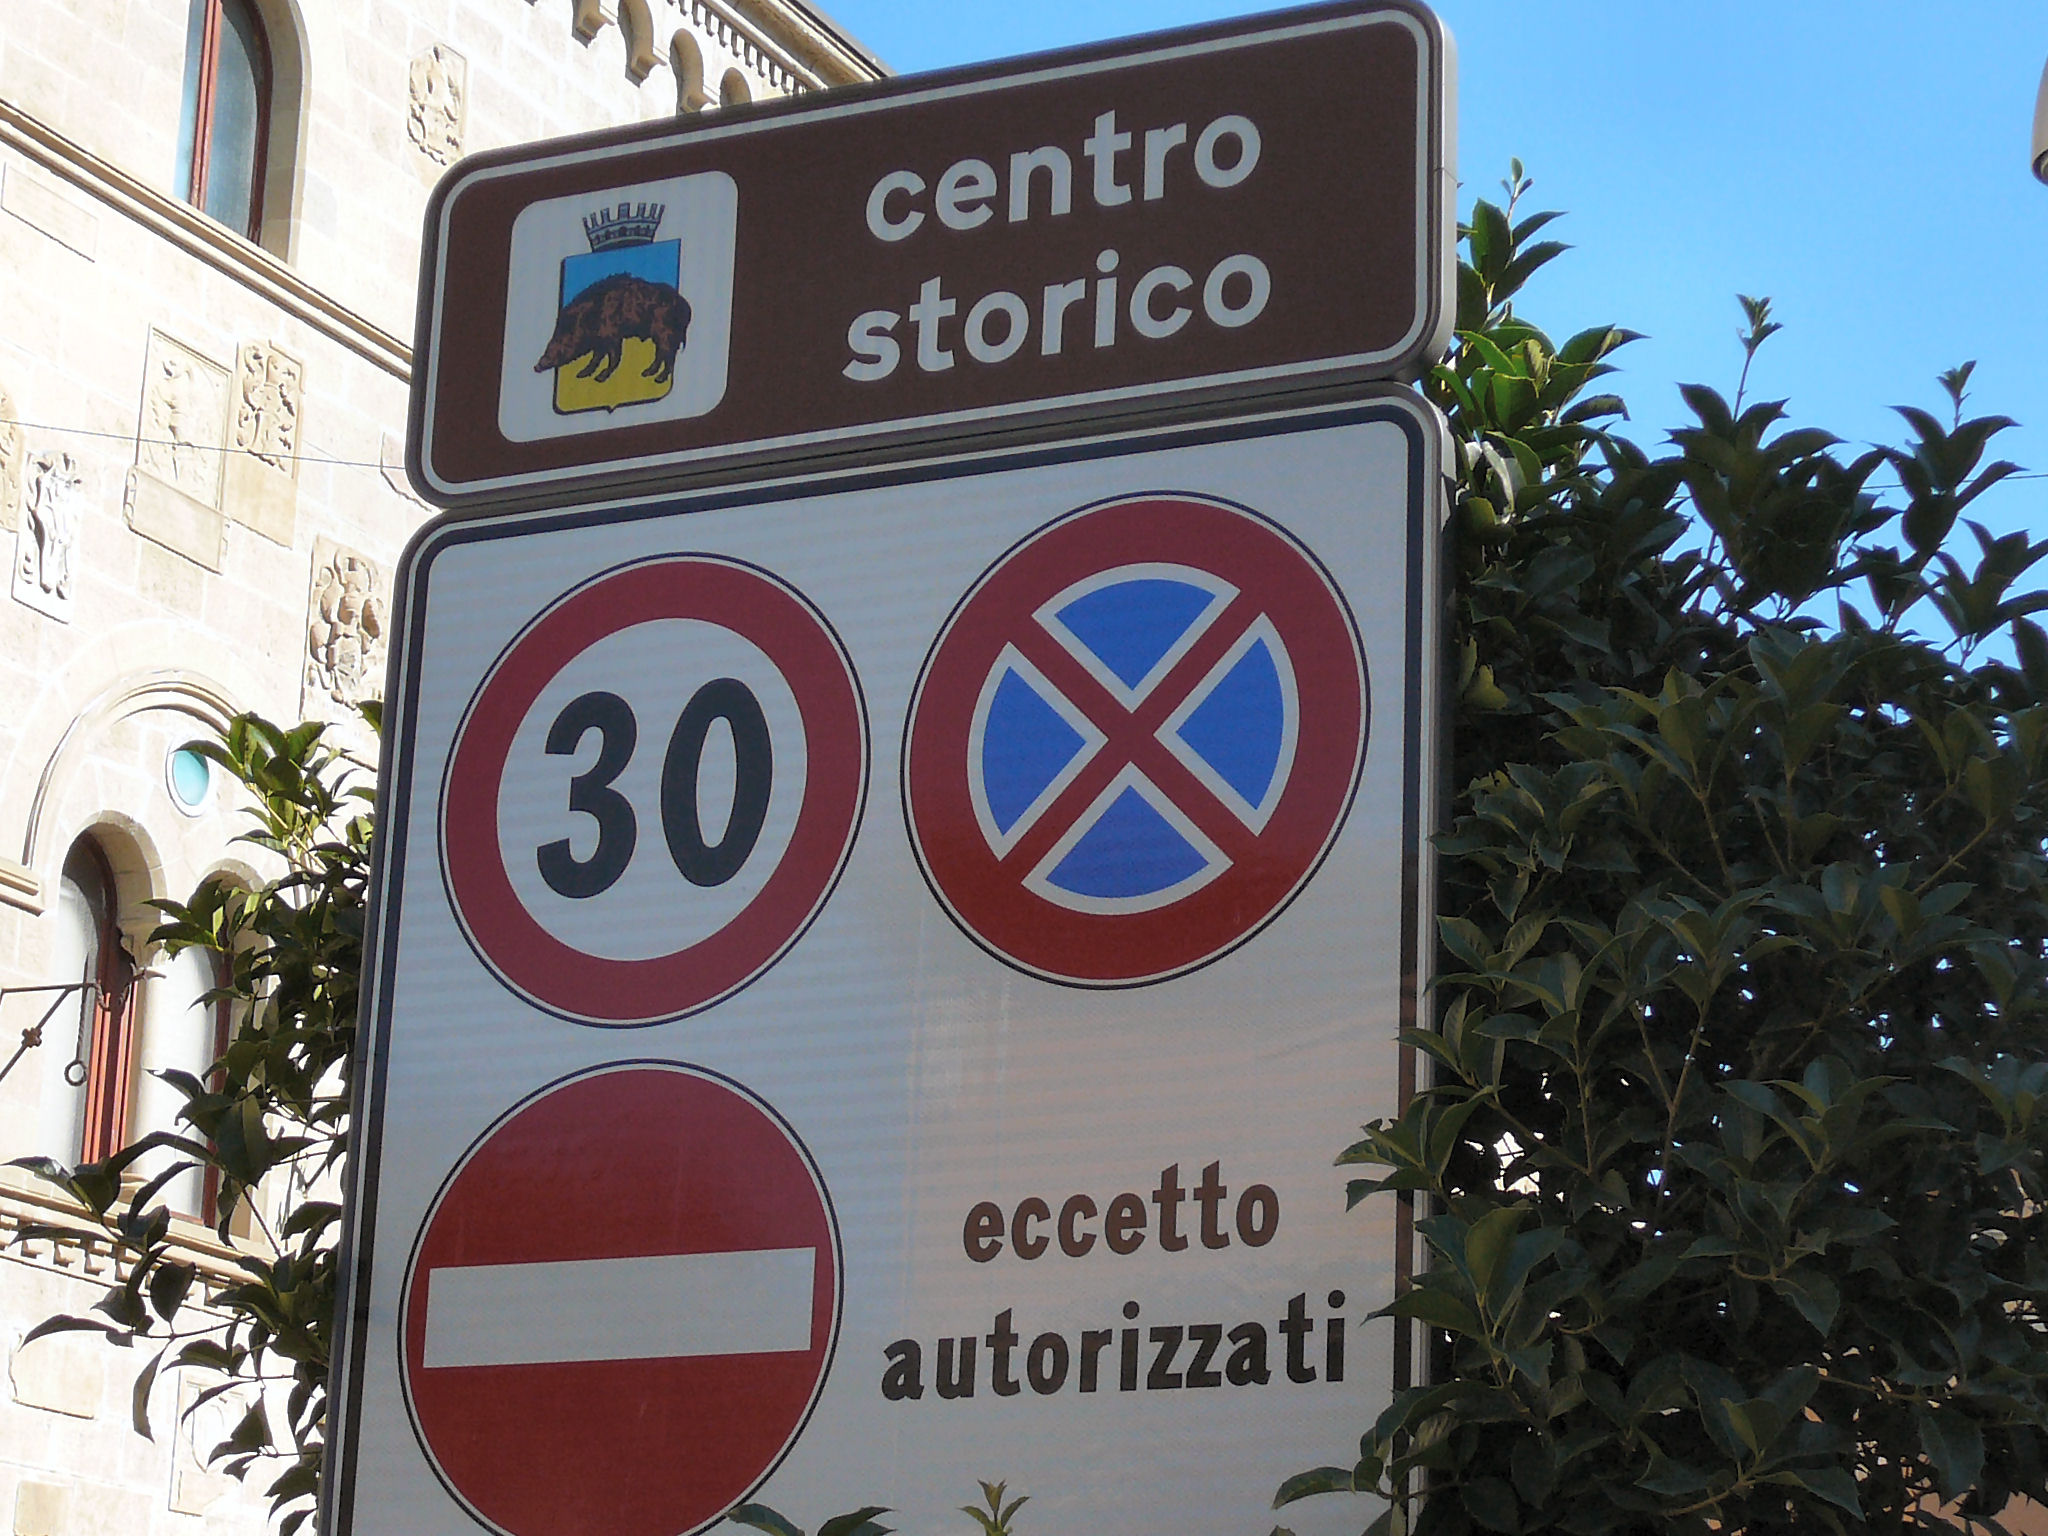 centro
storico
30
eccetto
autorizzati